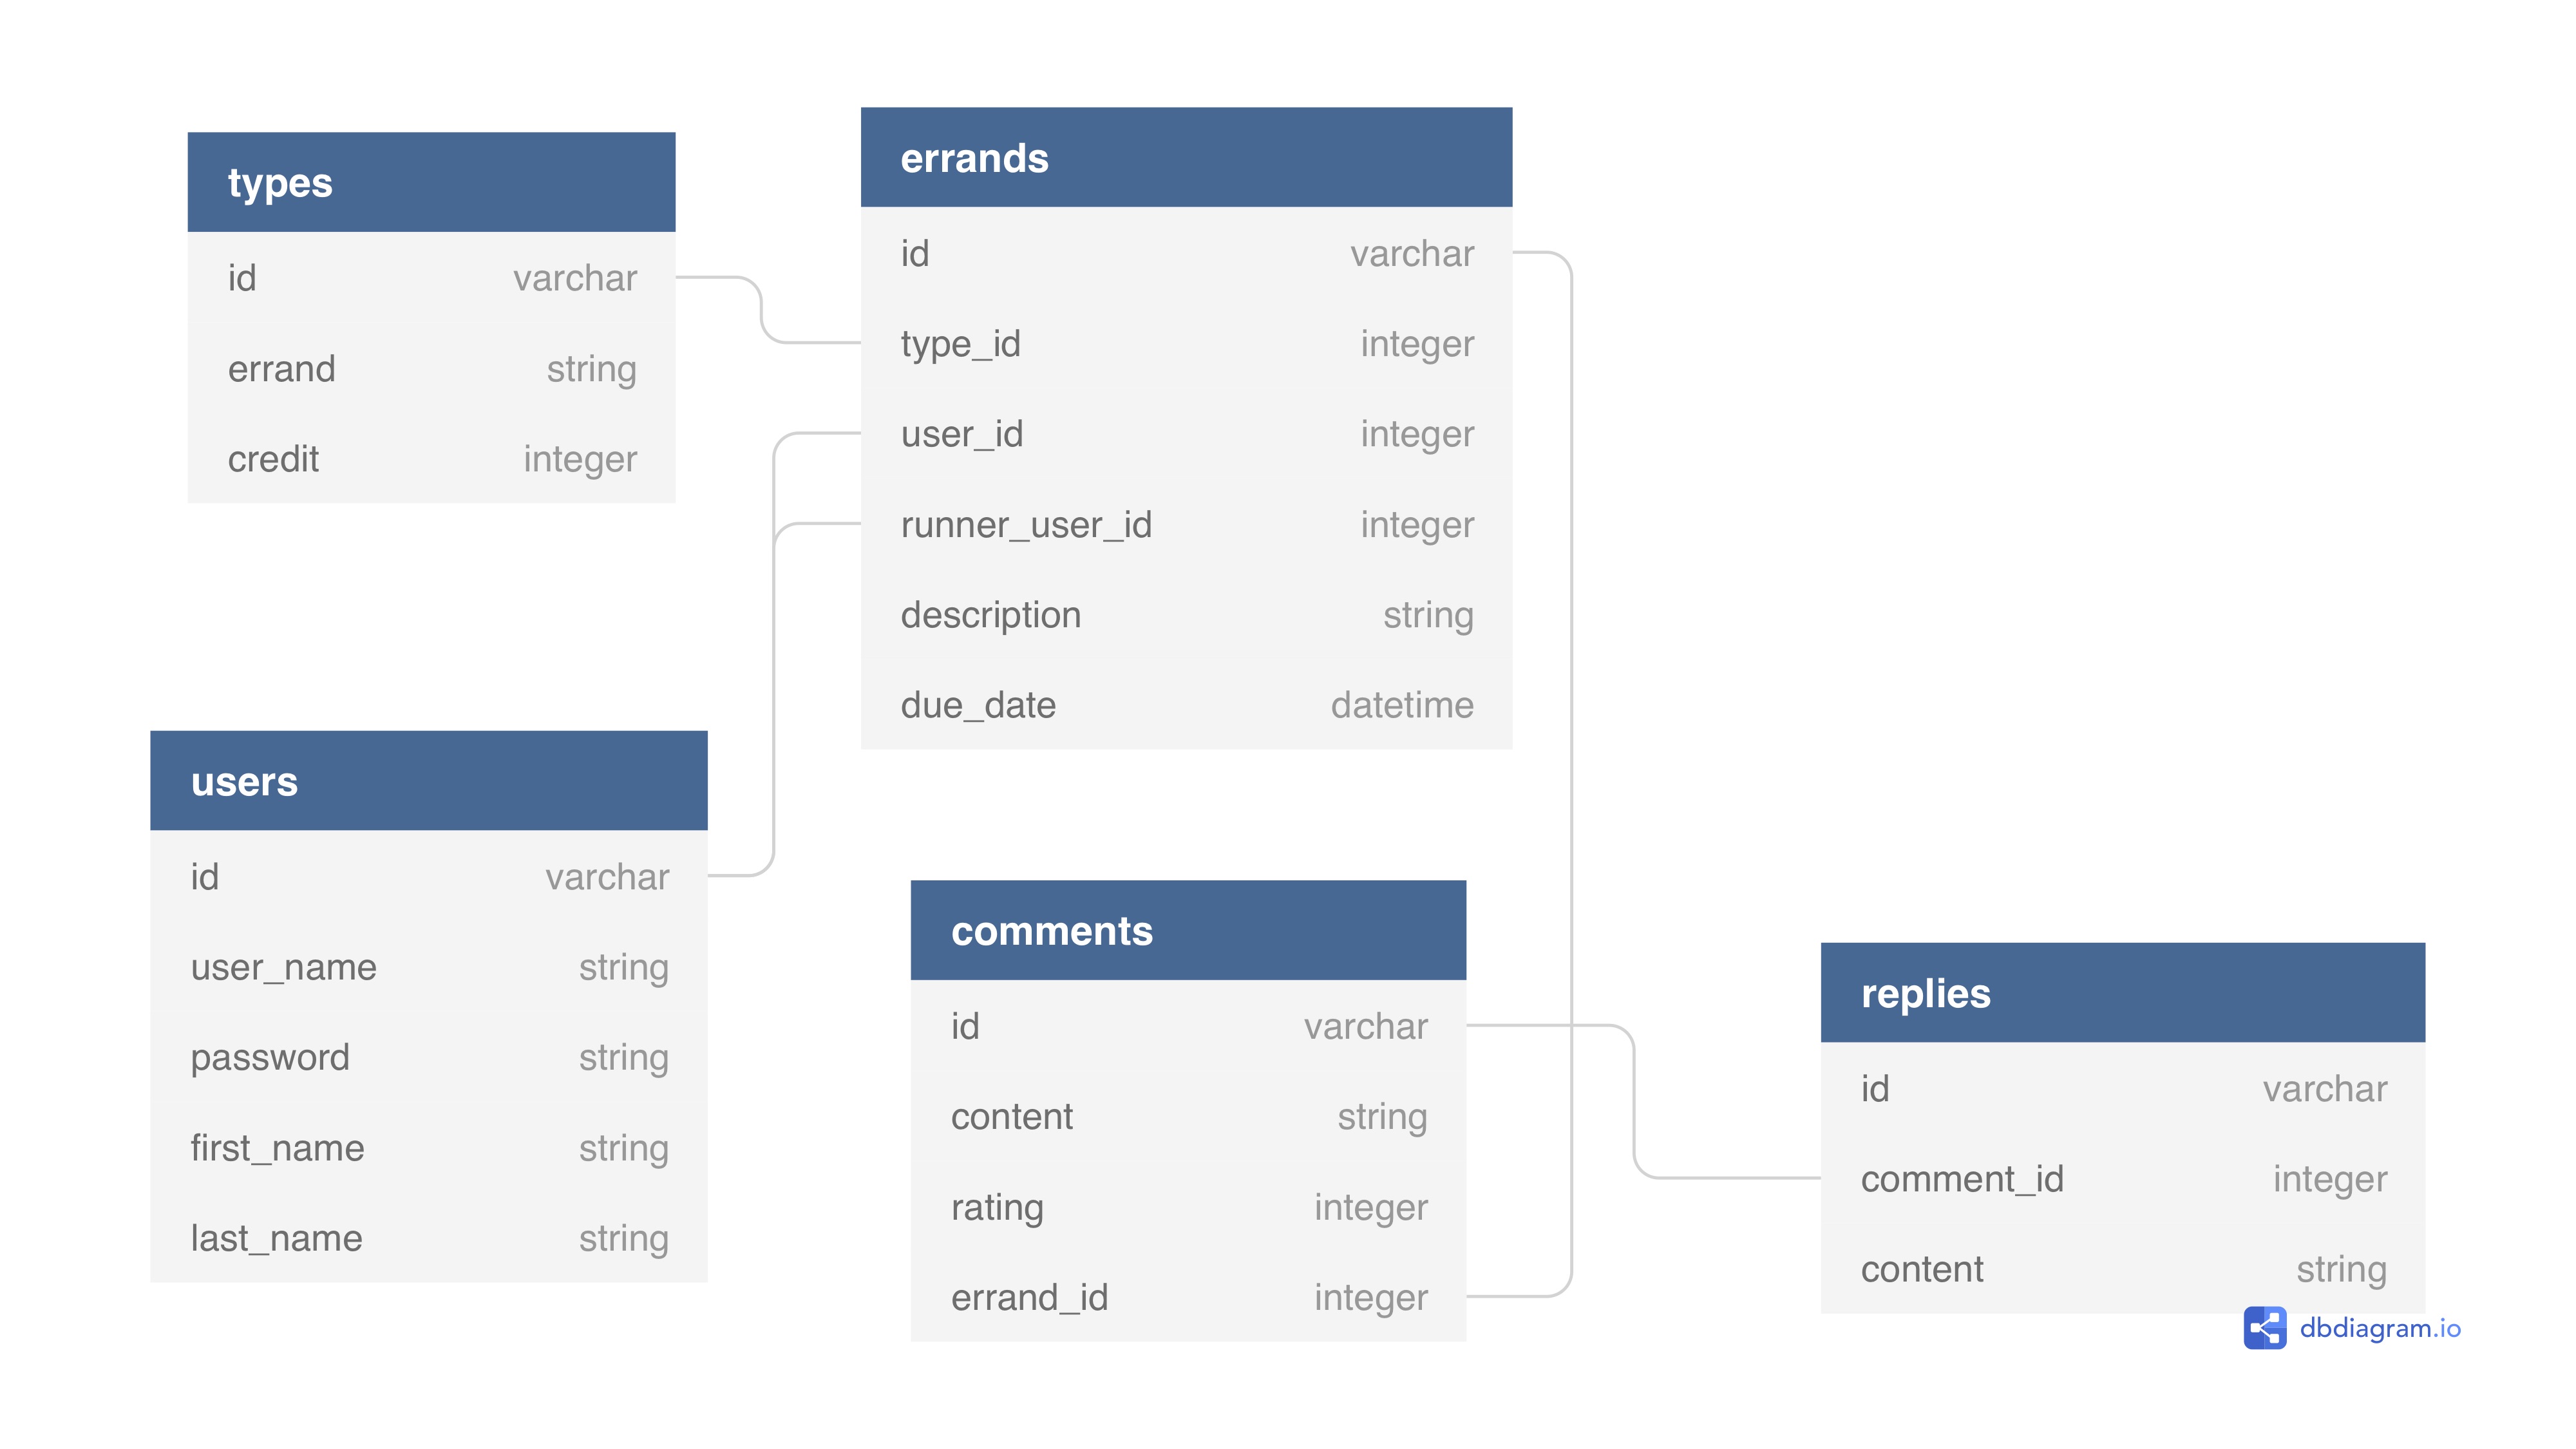 types
id varchar
errand string
credit integer
errands
id varchar
type_id integer
user_id integer
runner_user_id integer
description string
due_date datetime
users
id varchar
user_name string
password string
first_name string
last_name string
comments
id varchar
content string
rating integer
errand_id integer
replies
id varchar
comment_id integer
content string
dbdiagram.io